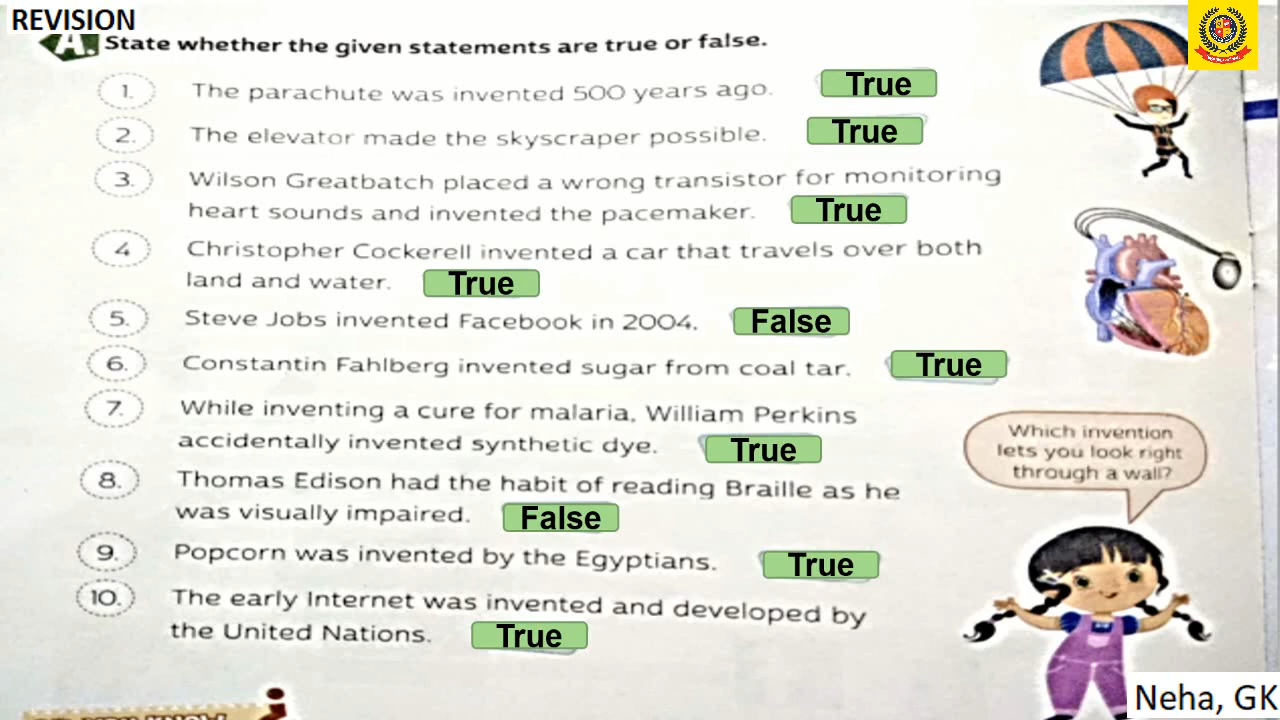 REVISION
A. State whether the given statements are true or false.
1. The parachute was invented 500 years ago. True
2. The elevator made the skyscraper possible. True
3. Wilson Greatbatch placed a wrong transistor for monitoring
heart sounds and invented the pacemaker. True
4 Christopher Cockerell invented a car that travels over both
land and water. True
5. Steve Jobs invented Facebook in 2004. False
6. Constantin Fahlberg invented sugar from coal tar. True
7. While inventing a cure for malaria, William Perkins
accidentally invented synthetic dye. True
Which invention
lets you look right
through a wall?
8. Thomas Edison had the habit of reading Braille as he
was visually impaired. False
9. Popcorn was invented by the Egyptians. True
10. The early Internet was invented and developed by
the United Nations. True
Neha, GK